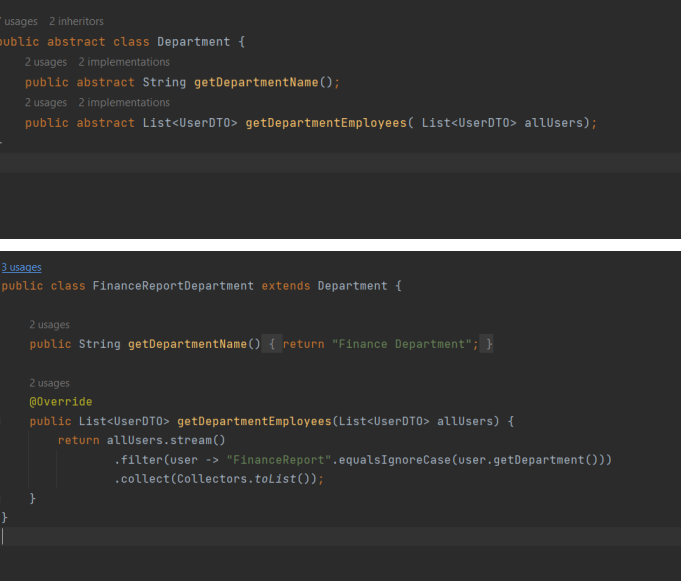 usages 2 inheritors
public abstract class Department {
2 usages 2 implementations
public abstract String getDepartmentName();
2 usages 2 implementations
public abstract List<UserDTO> getDepartmentEmployees( List<UserDTO> allUsers);
}
3 usages
public class FinanceReportDepartment extends Department {
2 usages
public String getDepartmentName() { return "Finance Department"; }
2 usages
@Override
public List<UserDTO> getDepartmentEmployees(List<UserDTO> allUsers) {
return allUsers.stream()
.filter(user -> "FinanceReport".equalsIgnoreCase(user.getDepartment()))
.collect(Collectors.toList());
}
}